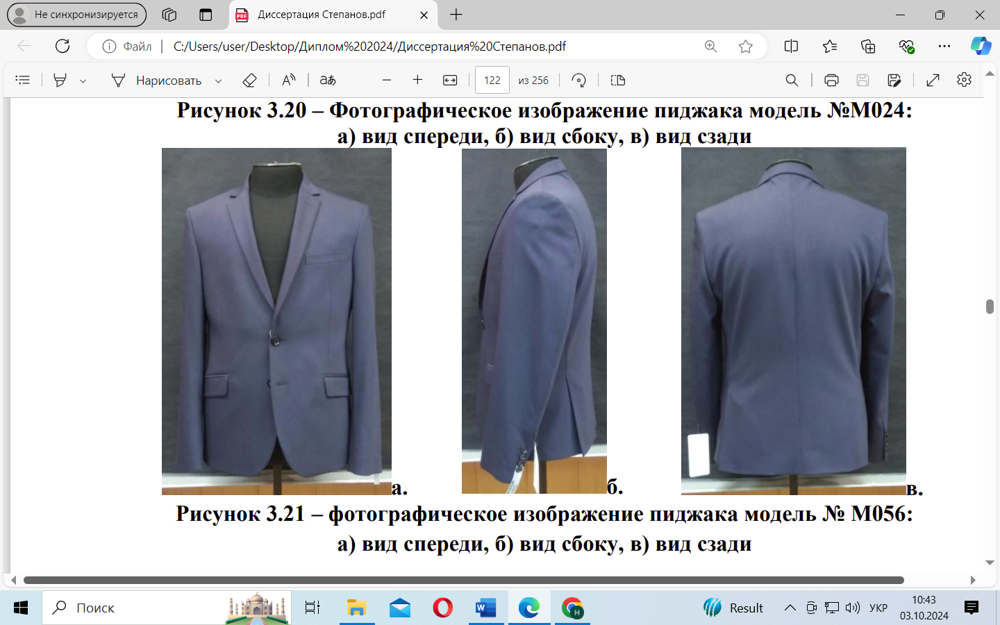 Не синхронизируется
Диссертация Степанов.pdf
Файл
C:/Users/user/Desktop/Диплом%202024/Диссертация%20Степанов.pdf
Нарисовать
аあ
122
из 256
Рисунок 3.20 – Фотографическое изображение пиджака модель №М024:
а) вид спереди, б) вид сбоку, в) вид сзади
а.
б.
в.
Рисунок 3.21 – фотографическое изображение пиджака модель № М056:
а) вид спереди, б) вид сбоку, в) вид сзади
Поиск
Result
УКР
10:43
03.10.2024